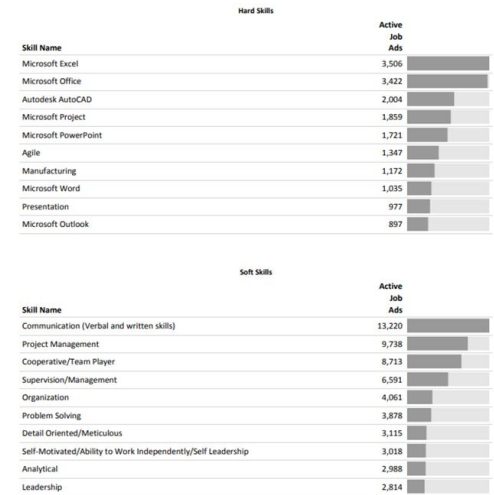 Hard Skills
Active
Job
Skill Name Ads
Microsoft Excel 3,506
Microsoft Office 3,422
Autodesk AutoCAD 2,004
Microsoft Project 1,859
Microsoft PowerPoint 1,721
Agile 1,347
Manufacturing 1,172
Microsoft Word 1,035
Presentation 977
Microsoft Outlook 897
Soft Skills
Active
Job
Skill Name Ads
Communication (Verbal and written skills) 13,220
Project Management 9,738
Cooperative/Team Player 8,713
Supervision/Management 6,591
Organization 4,061
Problem Solving 3,878
Detail Oriented/Meticulous 3,115
Self-Motivated/Ability to Work Independently/Self Leadership 3,018
Analytical 2,988
Leadership 2,814